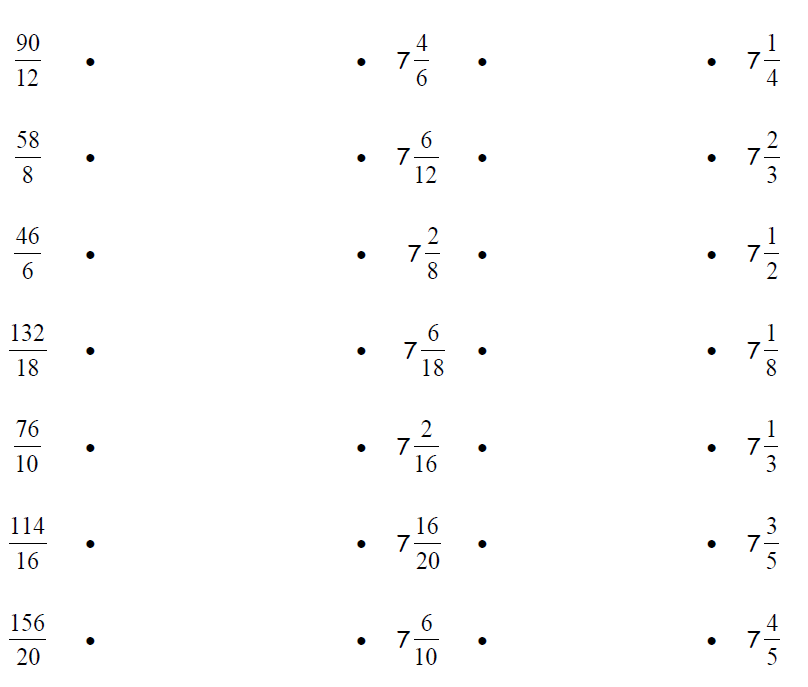 90/12 • • 7 4/6 • • 7 1/4
58/8 • • 7 6/12 • • 7 2/3
46/6 • • 7 2/8 • • 7 1/2
132/18 • • 7 6/18 • • 7 1/8
76/10 • • 7 2/16 • • 7 1/3
114/16 • • 7 16/20 • • 7 3/5
156/20 • • 7 6/10 • • 7 4/5